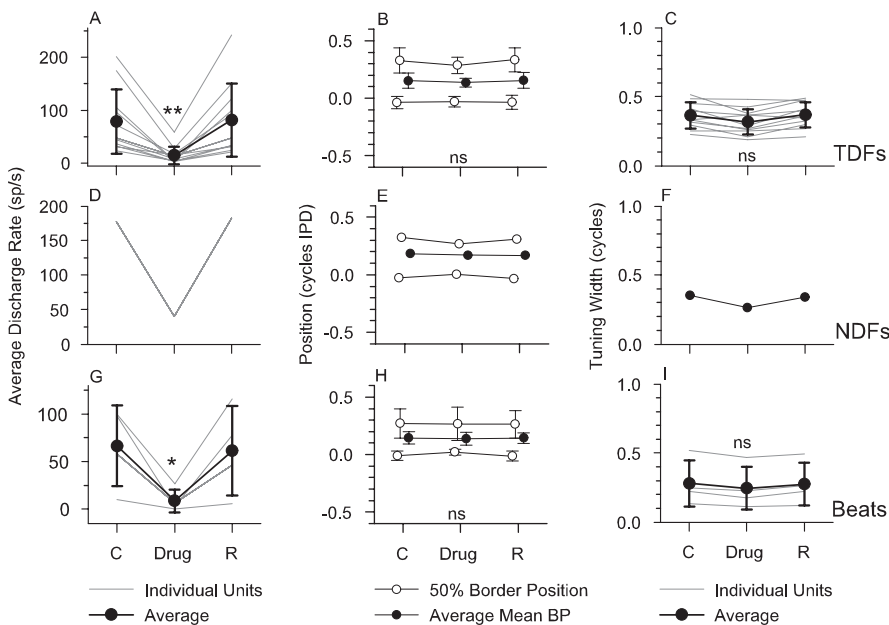 A
B
C
200
150
100
50
0
**
0.5
0.0
-0.5
ns
1.0
0.5
0.0
ns
TDFs
D
E
F
200
150
100
50
0
0.5
0.0
-0.5
1.0
0.5
0.0
NDFs
G
H
I
100
50
0
*
0.5
0.0
-0.5
ns
1.0
0.5
0.0
ns
Beats
Average Discharge Rate (sp/s)
Position (cycles IPD)
Tuning Width (cycles)
C Drug R
C Drug R
C Drug R
Individual Units
Average
50% Border Position
Average Mean BP
Individual Units
Average